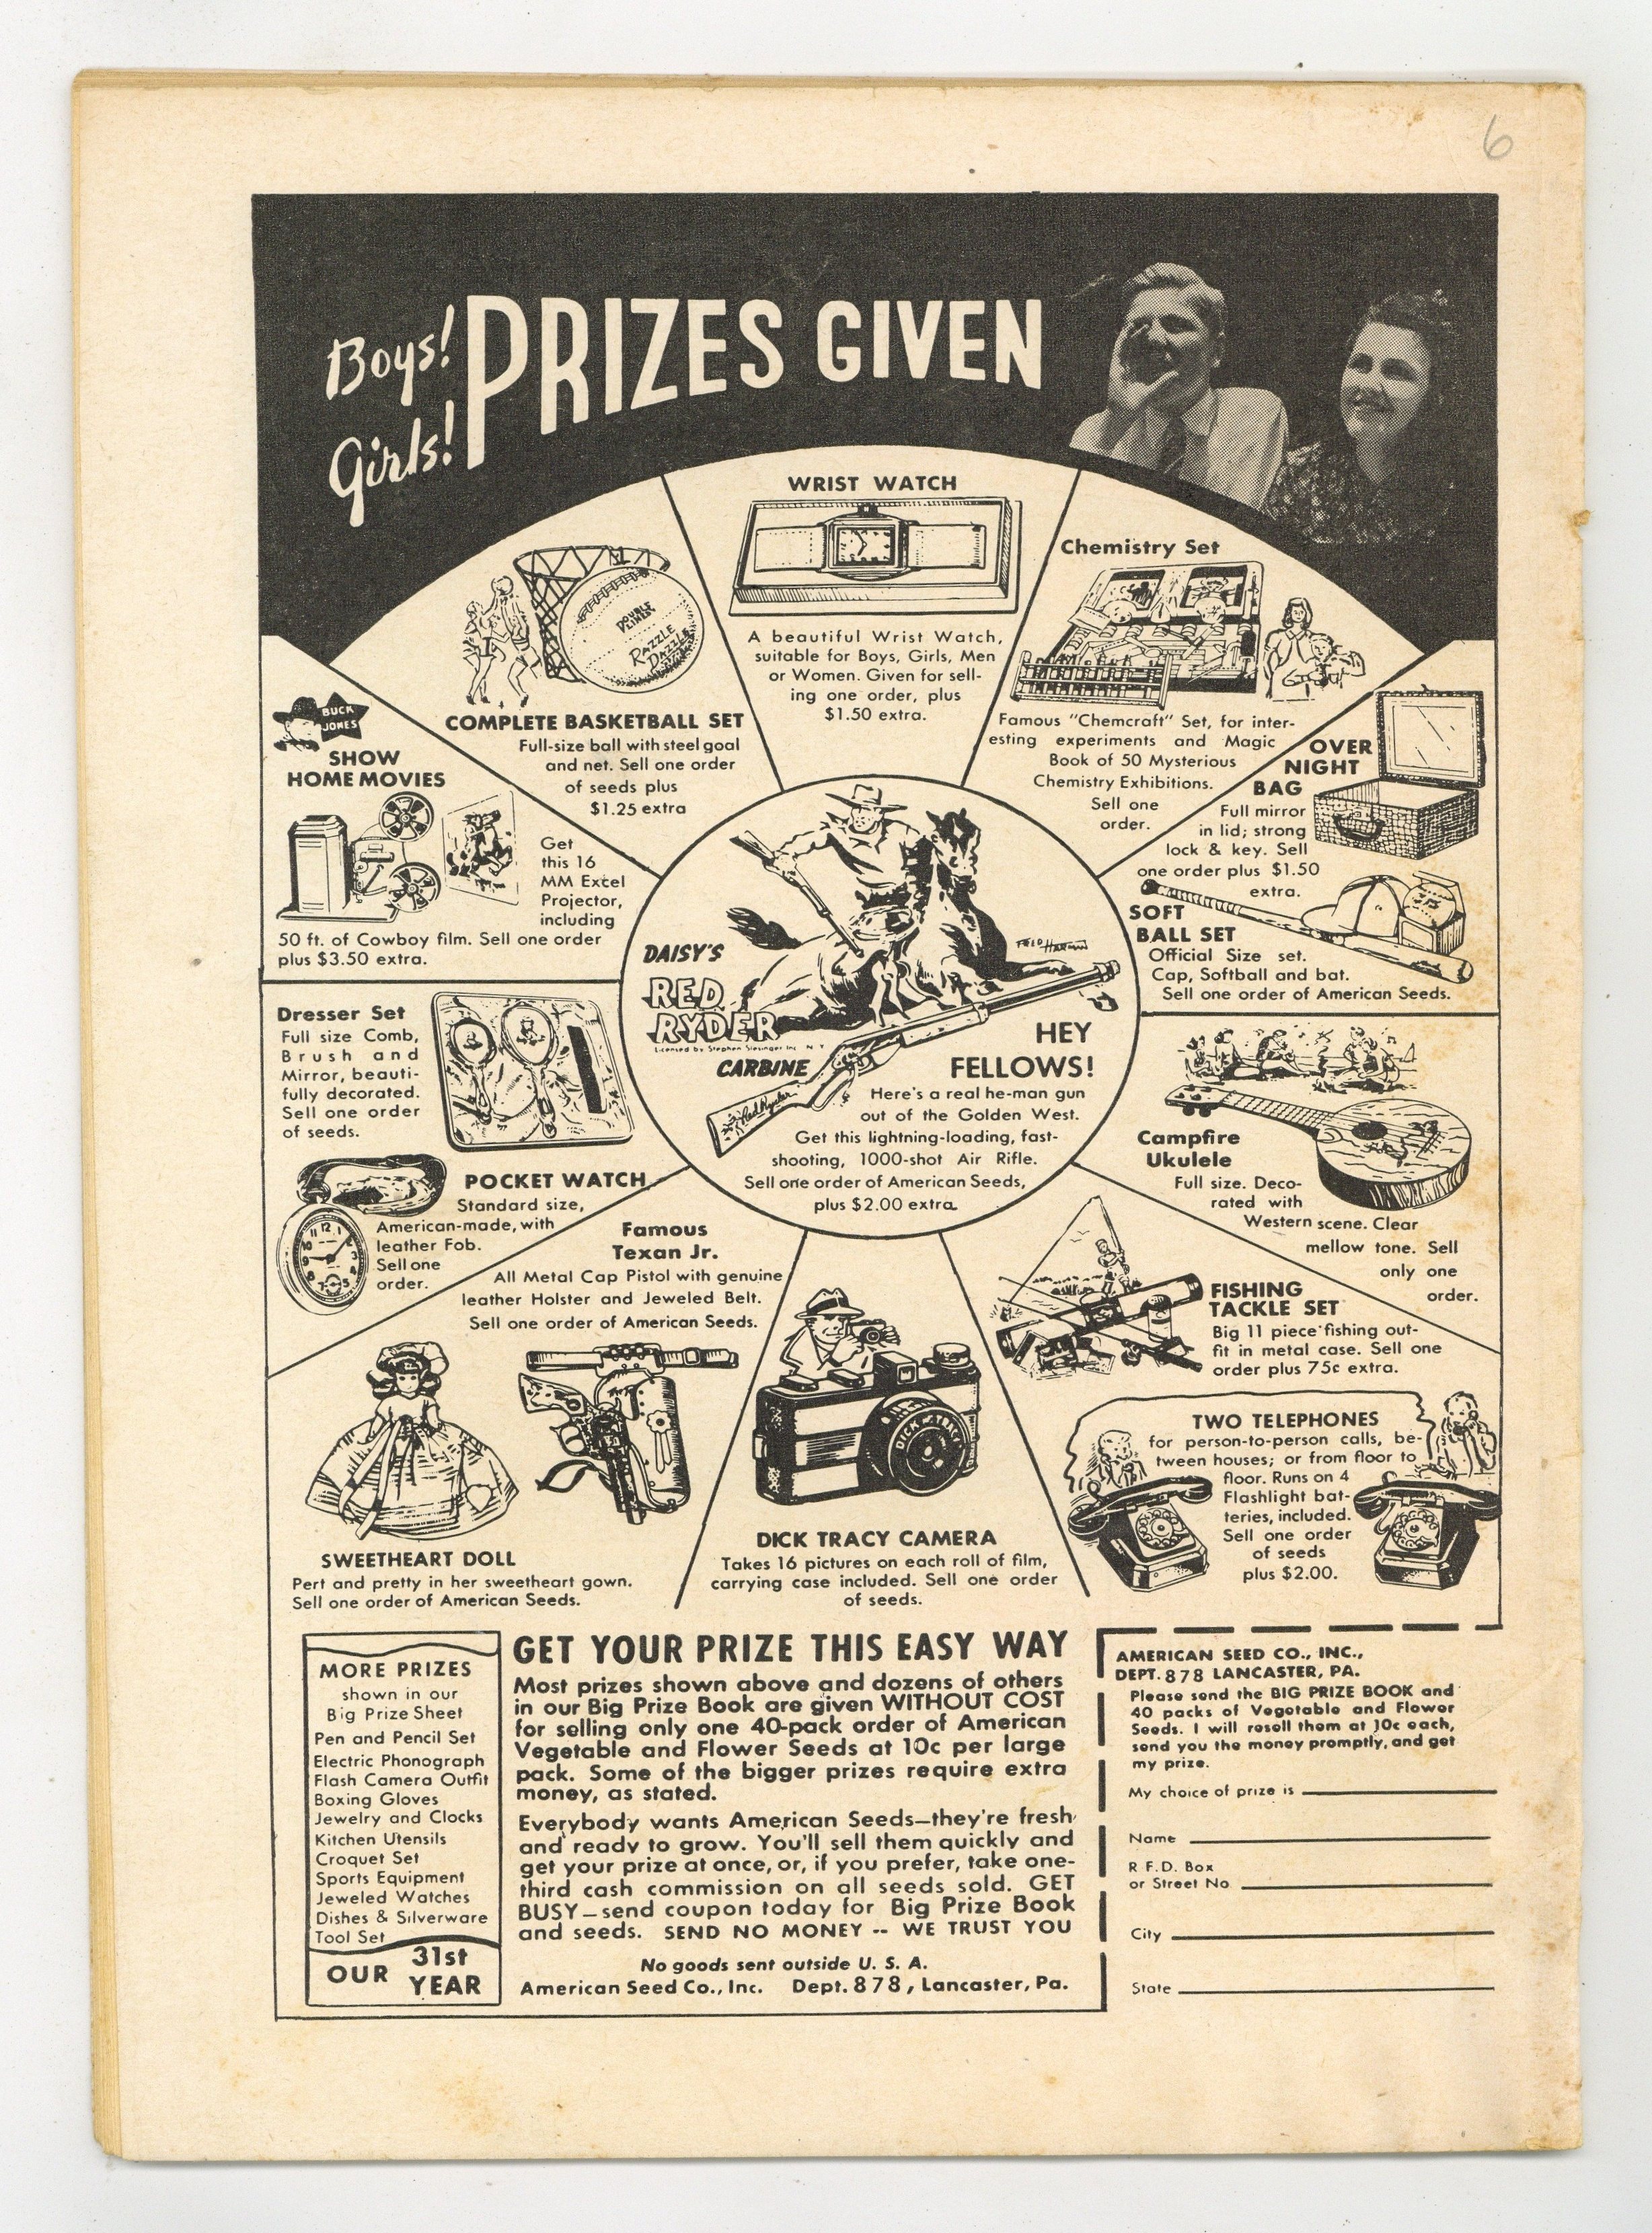 6
Boys!
Girls!
PRIZES GIVEN
WRIST WATCH
A beautiful Wrist Watch,
suitable for Boys, Girls, Men
or Women. Given for sell-
ing one order, plus
$1.50 extra.
DOUBLE
RAZZLE
DAZZLE
COMPLETE BASKETBALL SET
Full-size ball with steel goal
and net. Sell one order
of seeds plus
$1.25 extra
Chemistry Set
Famous "Chemcraft" Set, for inter-
esting experiments and Magic
Book of 50 Mysterious
Chemistry Exhibitions.
Sell one
order.
BUCK
JONES
SHOW
HOME MOVIES
Get
this 16
MM Excel
Projector,
including
50 ft. of Cowboy film. Sell one order
plus $3.50 extra.
OVER
NIGHT
BAG
Full mirror
in lid; strong
lock & key. Sell
one order plus $1.50
extra.
SOFT
BALL SET
Official Size set.
Cap, Softball and bat.
Sell one order of American Seeds.
DAISY'S
RED
RYDER
Licensed by Stephen Slesinger Inc N Y
CARBINE
FRED HARMAN
Red Ryder
HEY
FELLOWS!
Here's a real he-man gun
out of the Golden West.
Get this lightning-loading, fast-
shooting, 1000-shot Air Rifle.
Sell one order of American Seeds,
plus $2.00 extra.
Dresser Set
Full size Comb,
Brush and
Mirror, beauti-
fully decorated.
Sell one order
of seeds.
POCKET WATCH
Standard size,
American-made, with
leather Fob.
Sell one
order.
Campfire
Ukulele
Full size. Deco-
rated with
Western scene. Clear
mellow tone. Sell
only one
order.
Famous
Texan Jr.
All Metal Cap Pistol with genuine
leather Holster and Jeweled Belt.
Sell one order of American Seeds.
FISHING
TACKLE SET
Big 11 piece fishing out-
fit in metal case. Sell one
order plus 75c extra.
SWEETHEART DOLL
Pert and pretty in her sweetheart gown.
Sell one order of American Seeds.
DICK TRACY
DICK TRACY CAMERA
Takes 16 pictures on each roll of film,
carrying case included. Sell one order
of seeds.
TWO TELEPHONES
for person-to-person calls, be-
tween houses; or from floor to
floor. Runs on 4
Flashlight bat-
teries, included.
Sell one order
of seeds
plus $2.00.
MORE PRIZES
shown in our
Big Prize Sheet
Pen and Pencil Set
Electric Phonograph
Flash Camera Outfit
Boxing Gloves
Jewelry and Clocks
Kitchen Utensils
Croquet Set
Sports Equipment
Jeweled Watches
Dishes & Silverware
Tool Set
OUR 31st
YEAR
GET YOUR PRIZE THIS EASY WAY
Most prizes shown above and dozens of others
in our Big Prize Book are given WITHOUT COST
for selling only one 40-pack order of American
Vegetable and Flower Seeds at 10c per large
pack. Some of the bigger prizes require extra
money, as stated.
Everybody wants American Seeds—they're fresh
and ready to grow. You'll sell them quickly and
get your prize at once, or, if you prefer, take one-
third cash commission on all seeds sold. GET
BUSY—send coupon today for Big Prize Book
and seeds. SEND NO MONEY -- WE TRUST YOU
No goods sent outside U. S. A.
American Seed Co., Inc. Dept. 878, Lancaster, Pa.
AMERICAN SEED CO., INC.,
DEPT. 878 LANCASTER, PA.
Please send the BIG PRIZE BOOK and
40 packs of Vegetable and Flower
Seeds. I will resell them at 10c each,
send you the money promptly, and get
my prize.
My choice of prize is
Name
R F.D. Box
or Street No
City
State